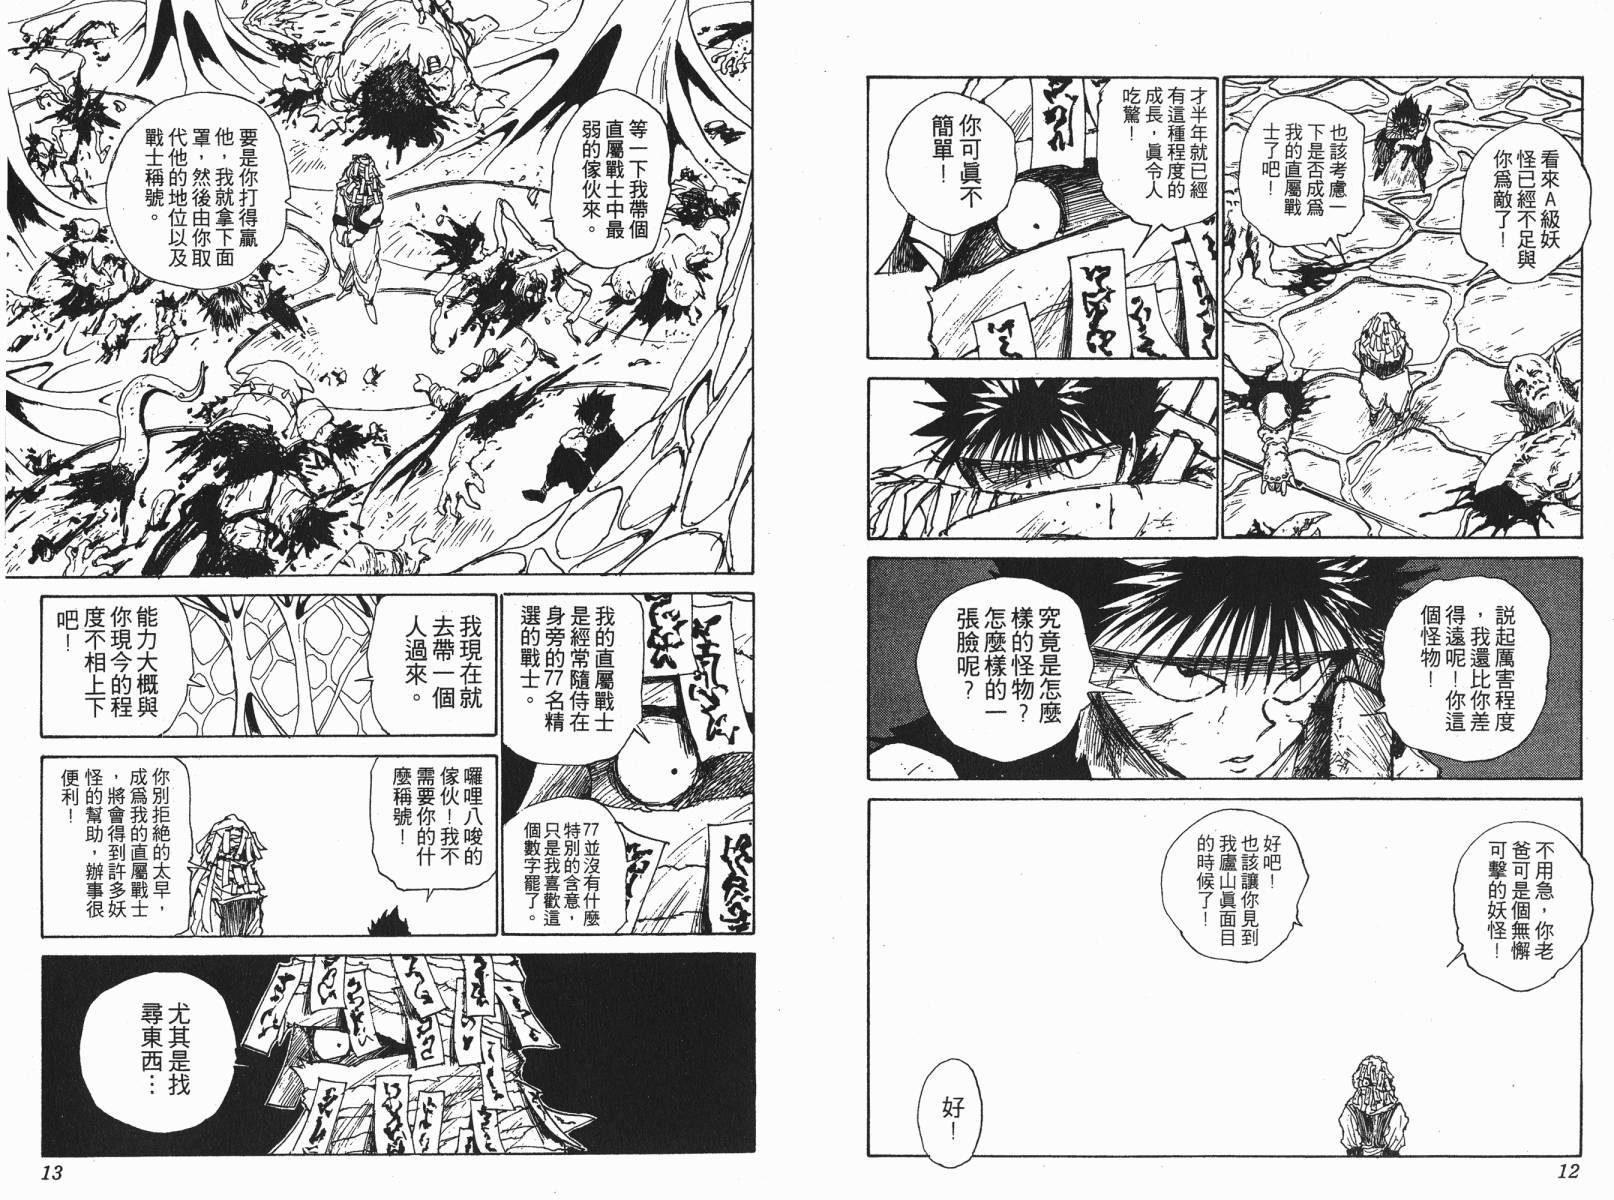 看來A級妖
怪已經不足與
你爲敵了！
也該考慮一
下是否成爲
我的直屬戰
士了吧！
才半年就已經
有這種程度的
成長，眞令人
吃驚！
你可眞不
簡單！
說起厲害程度
，我還比你差
得遠呢！你這
個怪物！
究竟是怎麼
樣的怪物？
怎麼樣的一
張臉呢？
不用急，你老
爸可是個無懈
可擊的妖怪！
好吧！
也該讓你見到
我廬山眞面目
的時候了！
好！
12
等一下我帶個
直屬戰士中最
弱的傢伙來。
要是你打得贏
他，我就拿下面
罩，然後由你取
代他的地位以及
戰士稱號。
我的直屬戰士
是經常隨侍在
身旁的77名精
選的戰士。
77並沒有什麼
特別的含意，
只是我喜歡這
個數字罷了。
我現在就
去帶一個
人過來。
能力大概與
你現今的程
度不相上下
吧！
囉哩八唆的
傢伙！我不
需要你的什
麼稱號！
你別拒絶的太早，
成爲我的直屬戰士
，將會得到許多妖
怪的幫助，辦事很
便利！
尤其是找
尋東西…
13